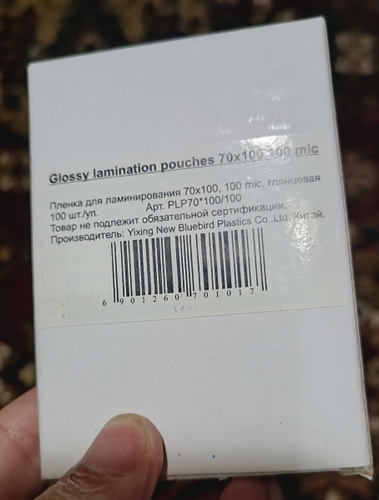 Glossy lamination pouches 70x100 100 mic
Пленка для ламинирования 70x100, 100 mic, глянцевая
100 шт./уп. Арт. PLP70*100/100
Товар не подлежит обязательной сертификации.
Производитель: Yixing New Bluebird Plastics Co.,Ltd, Китай.
6 901260 701017